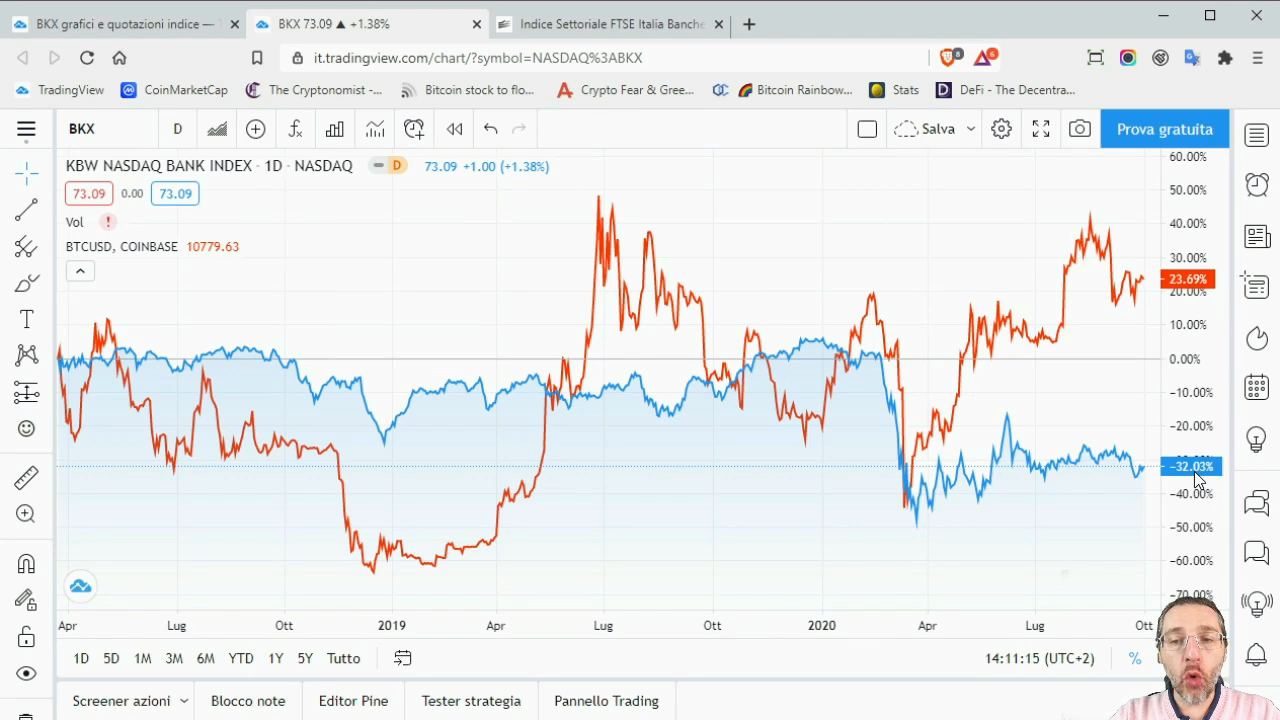 BKX grafici e quotazioni indice —
BKX 73.09 ▲ +1.38%
Indice Settoriale FTSE Italia Banche
it.tradingview.com/chart/?symbol=NASDAQ%3ABKX
TradingView
CoinMarketCap
The Cryptonomist -...
Bitcoin stock to flo...
Crypto Fear & Gree...
Bitcoin Rainbow...
Stats
DeFi - The Decentra...
BKX
D
Salva
Prova gratuita
KBW NASDAQ BANK INDEX · 1D · NASDAQ
D
73.09 +1.00 (+1.38%)
73.09 0.00 73.09
Vol
BTCUSD, COINBASE 10779.63
60.00%
50.00%
40.00%
30.00%
23.69%
20.00%
10.00%
0.00%
−10.00%
−20.00%
−32.03%
−40.00%
−50.00%
−60.00%
−70.00%
Apr Lug Ott 2019 Apr Lug Ott 2020 Apr Lug Ott
1D 5D 1M 3M 6M YTD 1Y 5Y Tutto
14:11:15 (UTC+2)
%
Screener azioni
Blocco note
Editor Pine
Tester strategia
Pannello Trading